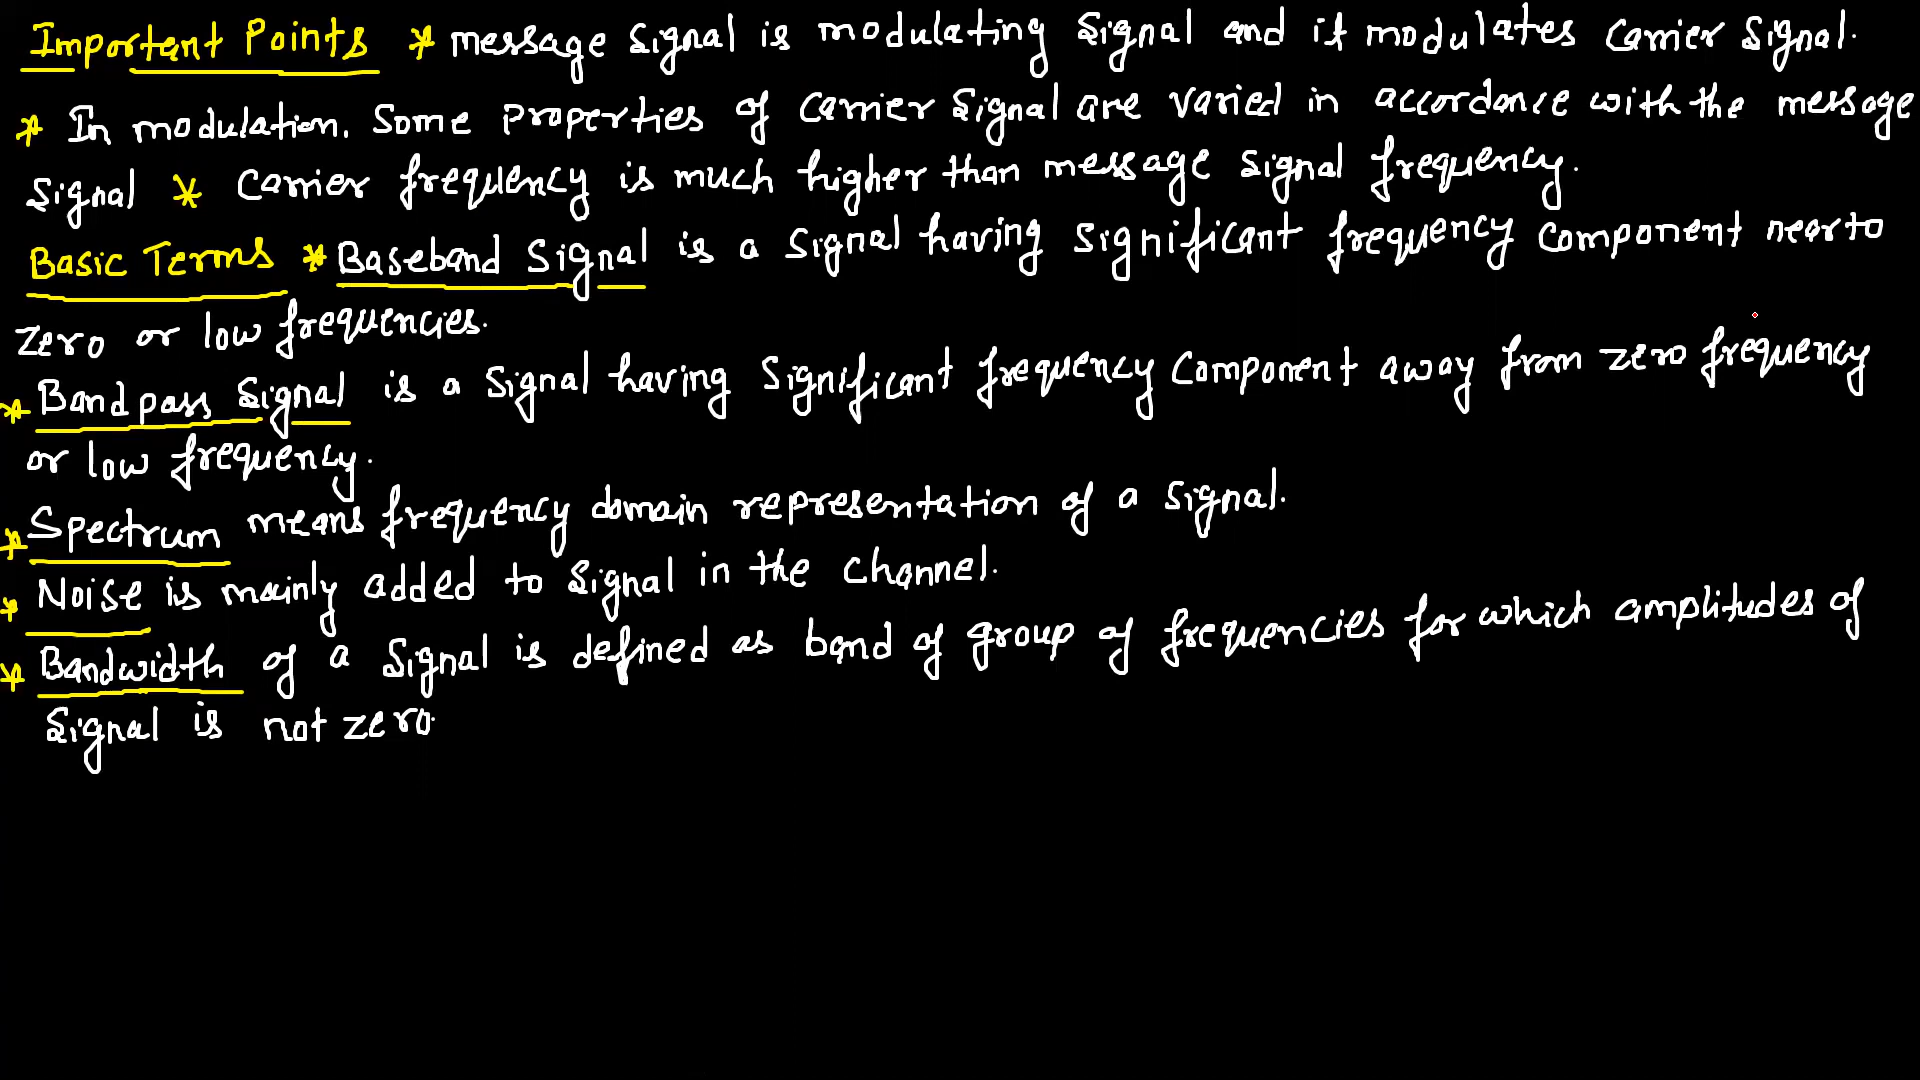 Important Points * message signal is modulating signal and it modulates carrier signal.
* In modulation. Some properties of carrier signal are varied in accordance with the message
signal * Carrier frequency is much higher than message signal frequency.
Basic Terms * Baseband Signal is a signal having significant frequency component near to
zero or low frequencies.
* Bandpass Signal is a signal having significant frequency component away from zero frequency
or low frequency.
* Spectrum means frequency domain representation of a signal.
* Noise is mainly added to signal in the channel.
* Bandwidth of a signal is defined as band of group of frequencies for which amplitudes of
signal is not zero.